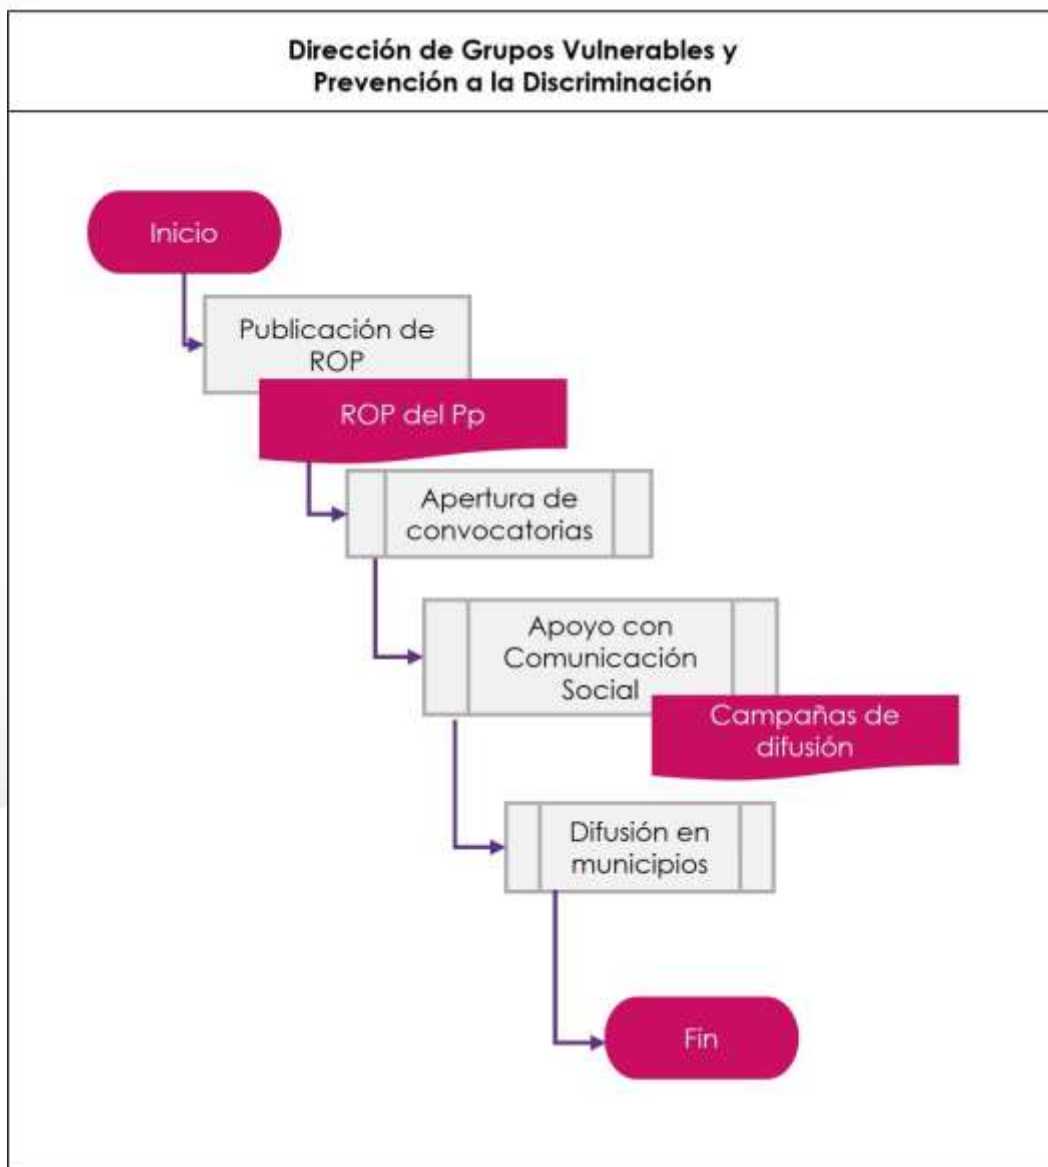 Dirección de Grupos Vulnerables y
Prevención a la Discriminación
Inicio
Publicación de
ROP
ROP del Pp
Apertura de
convocatorias
Apoyo con
Comunicación
Social
Campañas de
difusión
Difusión en
municipios
Fin